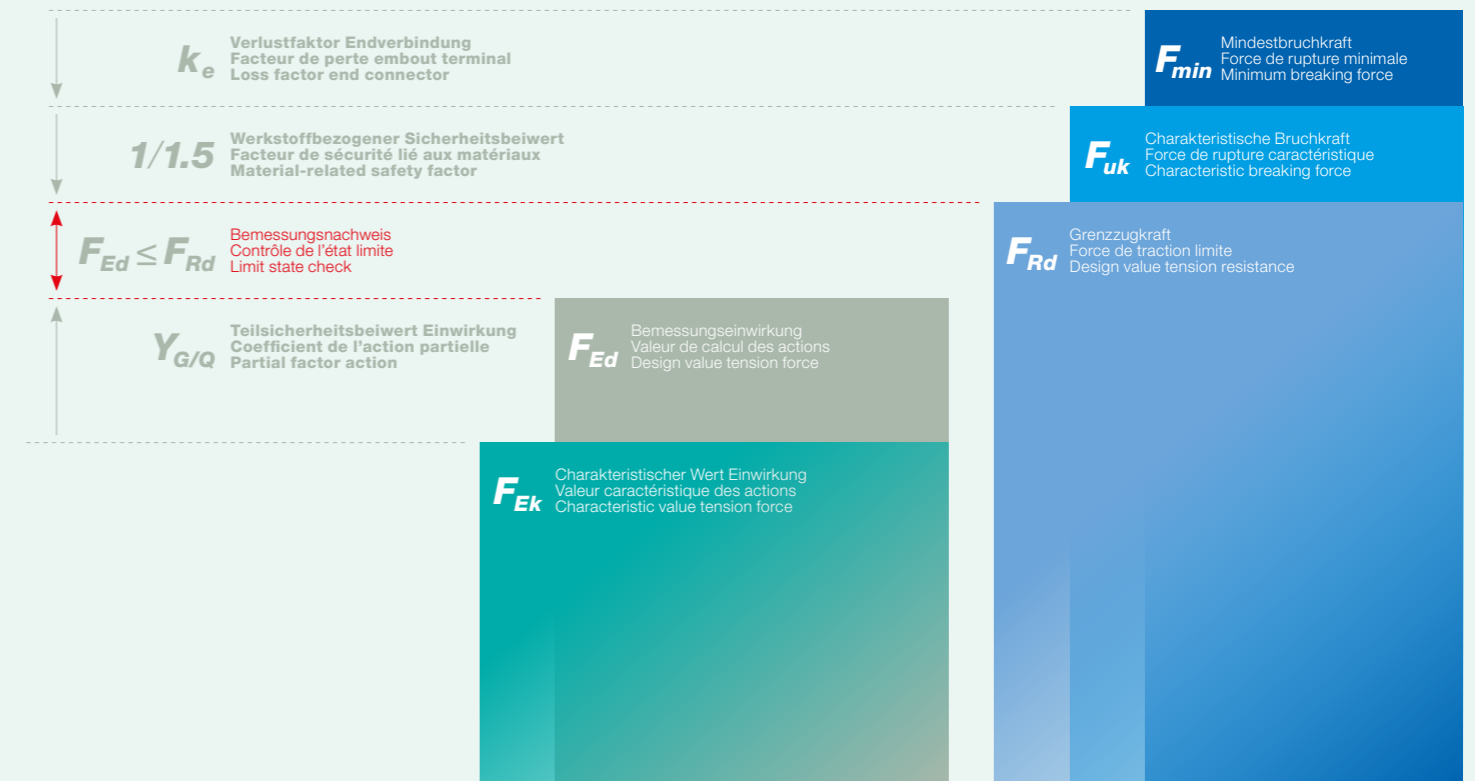 k_e
Verlustfaktor Endverbindung
Facteur de perte embout terminal
Loss factor end connector
F_min
Mindestbruchkraft
Force de rupture minimale
Minimum breaking force
1/1.5
Werkstoffbezogener Sicherheitsbeiwert
Facteur de sécurité lié aux matériaux
Material-related safety factor
F_uk
Charakteristische Bruchkraft
Force de rupture caractéristique
Characteristic breaking force
F_Ed ≤ F_Rd
Bemessungsnachweis
Contrôle de l'état limite
Limit state check
F_Rd
Grenzzugkraft
Force de traction limite
Design value tension resistance
Y_G/Q
Teilsicherheitsbeiwert Einwirkung
Coefficient de l'action partielle
Partial factor action
F_Ed
Bemessungseinwirkung
Valeur de calcul des actions
Design value tension force
F_Ek
Charakteristischer Wert Einwirkung
Valeur caractéristique des actions
Characteristic value tension force